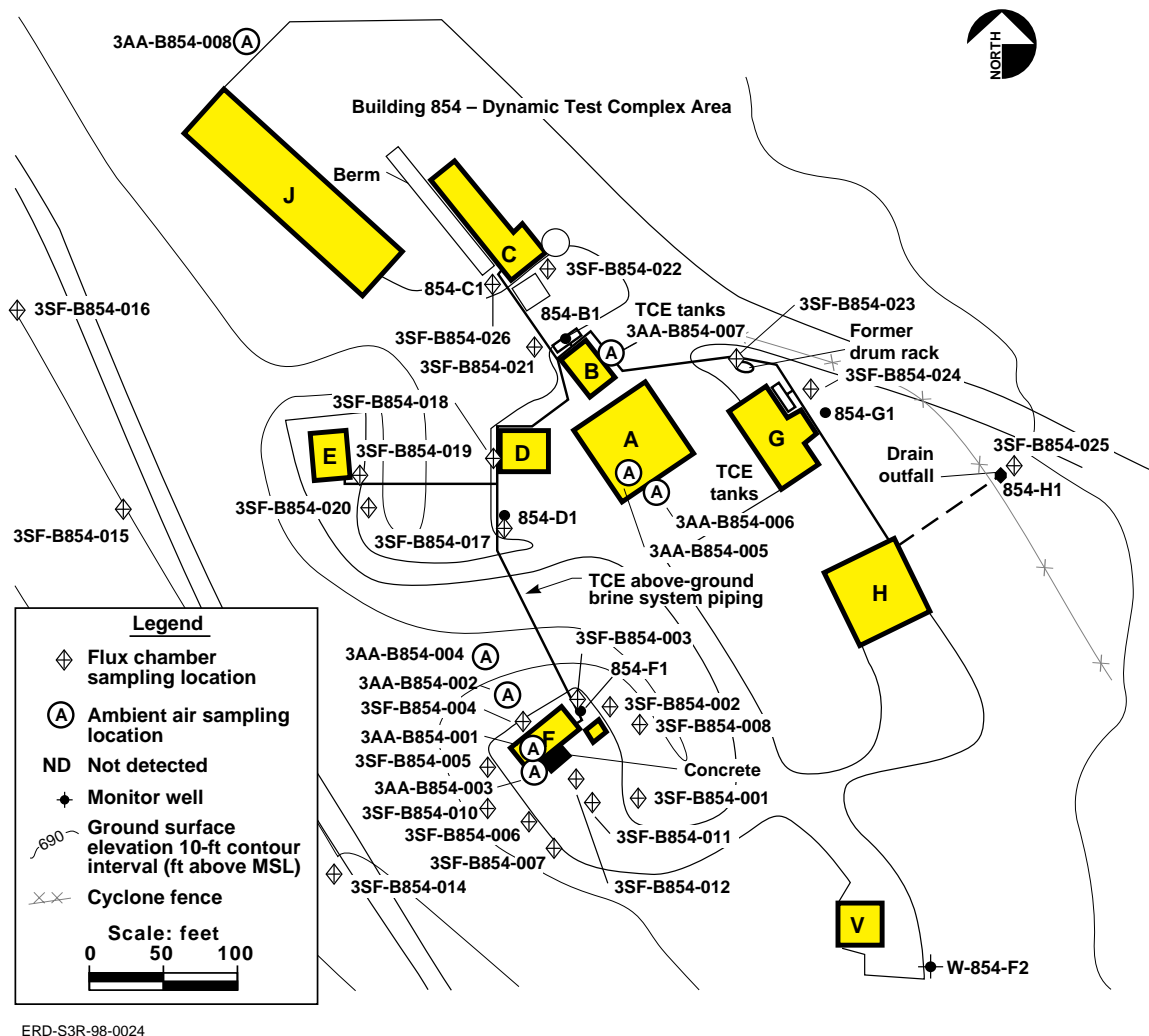 3AA-B854-008
A
NORTH
Building 854 – Dynamic Test Complex Area
Berm
J
C
3SF-B854-022
854-C1
3SF-B854-016
854-B1
TCE tanks
3SF-B854-023
3SF-B854-026
3AA-B854-007
A
Former
drum rack
3SF-B854-021
B
3SF-B854-024
3SF-B854-018
854-G1
E
3SF-B854-019
D
A
G
3SF-B854-025
Drain
outfall
A
TCE
tanks
854-H1
A
3SF-B854-020
854-D1
3AA-B854-006
3SF-B854-015
3SF-B854-017
3AA-B854-005
TCE above-ground
brine system piping
H
3SF-B854-003
3AA-B854-004
A
854-F1
3AA-B854-002
A
3SF-B854-002
3SF-B854-004
3SF-B854-008
3AA-B854-001
A
F
3SF-B854-005
A
Concrete
3AA-B854-003
3SF-B854-001
3SF-B854-010
3SF-B854-006
3SF-B854-011
3SF-B854-007
3SF-B854-014
3SF-B854-012
V
W-854-F2
Legend
Flux chamber
sampling location
A
Ambient air sampling
location
ND Not detected
Monitor well
690
Ground surface
elevation 10-ft contour
interval (ft above MSL)
Cyclone fence
Scale: feet
0 50 100
ERD-S3R-98-0024